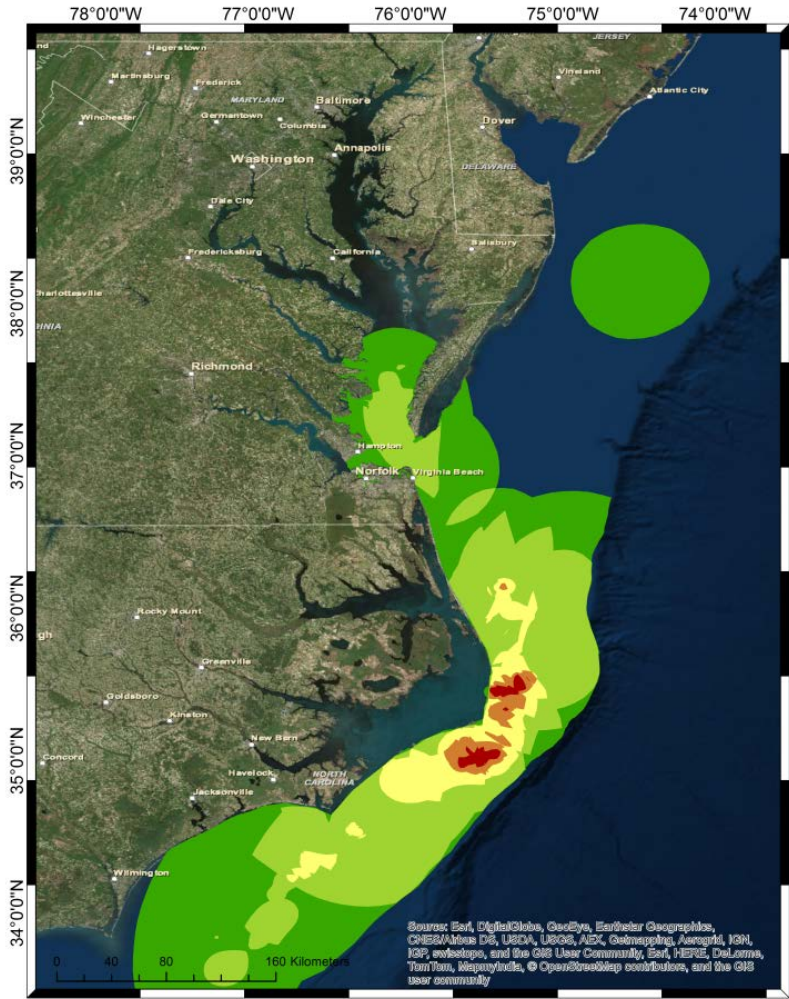 78°0'0"W 77°0'0"W 76°0'0"W 75°0'0"W 74°0'0"W
JERSEY
Hagerstown
Martinsburg
Frederick
Vineland
Atlantic City
MARYLAND
Baltimore
Winchester
Germantown
Columbia
Dover
39°0'0"N
Annapolis
Washington
DELAWARE
Dale City
Salisbury
Fredericksburg
California
38°0'0"N
Charlottesville
INIA
Richmond
Hampton
37°0'0"N
Norfolk
Virginia Beach
36°0'0"N
Rocky Mount
gh
Greenville
Goldsboro
Kinston
New Bern
35°0'0"N
Concord
Havelock
NORTH
CAROLINA
Jacksonville
Wilmington
34°0'0"N
0 40 80 160 Kilometers
Source: Esri, DigitalGlobe, GeoEye, Earthstar Geographics,
CNES/Airbus DS, USDA, USGS, AEX, Getmapping, Aerogrid, IGN,
IGP, swisstopo, and the GIS User Community, Esri, HERE, DeLorme,
TomTom, MapmyIndia, © OpenStreetMap contributors, and the GIS
user community